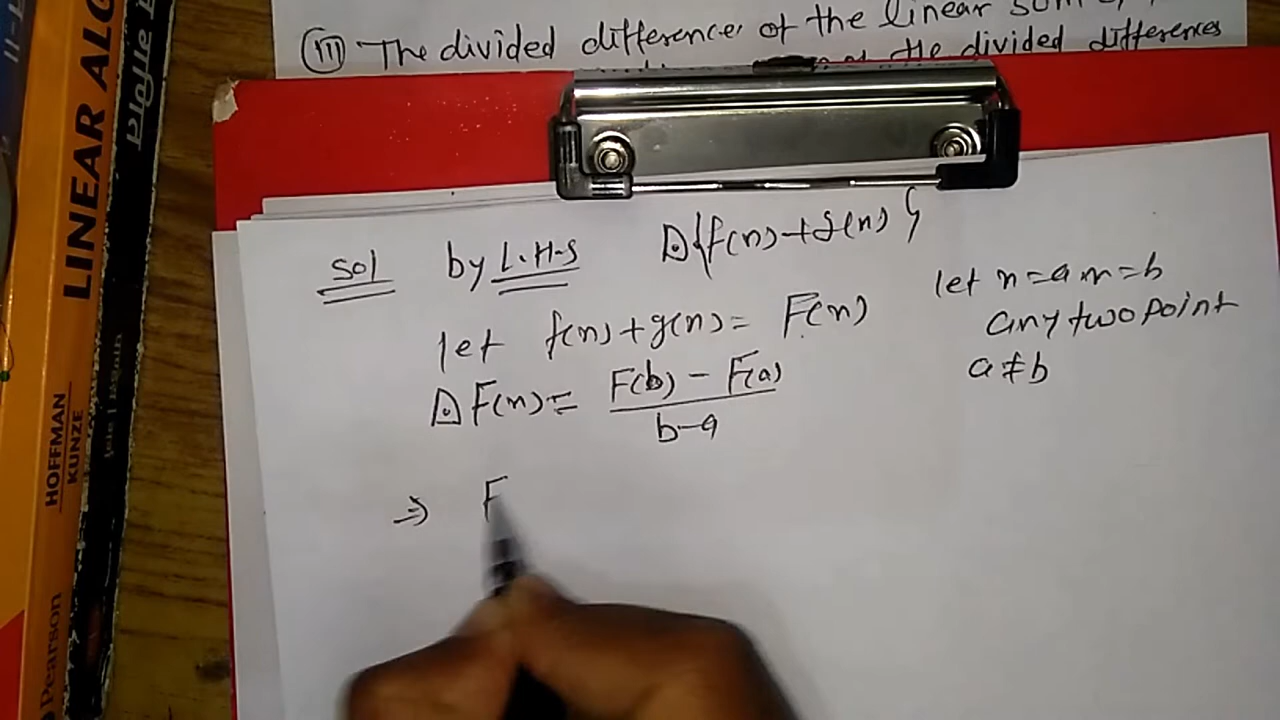 (III) The divided difference of the linear sum
the divided differences
Sol by L.H.S ⍋{f(n)+g(n)}
let n=a n=b
let f(n)+g(n)= F(n)
any two point
a≠b
⍋ F(n)= F(b) - F(a)
b-a
⇒ F
LINEAR ALG
HOFFMAN
KUNZE
Pearson